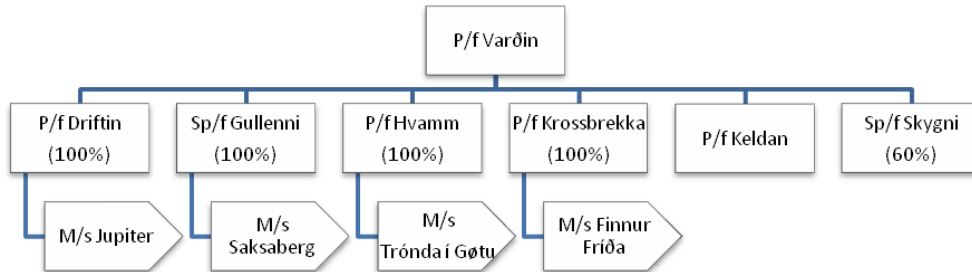 P/f Varðin
P/f Driftin
(100%)
Sp/f Gullenni
(100%)
P/f Hvamm
(100%)
P/f Krossbrekka
(100%)
P/f Keldan
Sp/f Skygni
(60%)
M/s Jupiter
M/s
Saksaberg
M/s
Trónda í Gøtu
M/s Finnur
Fríða